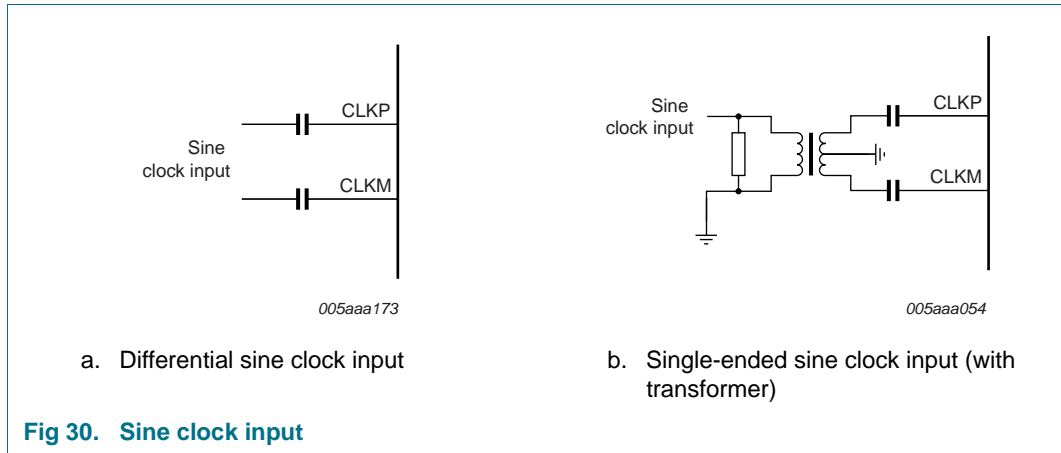 CLKP
Sine
clock input
CLKM
005aaa173
a. Differential sine clock input
Sine
clock input
CLKP
CLKM
005aaa054
b. Single-ended sine clock input (with
transformer)
Fig 30. Sine clock input